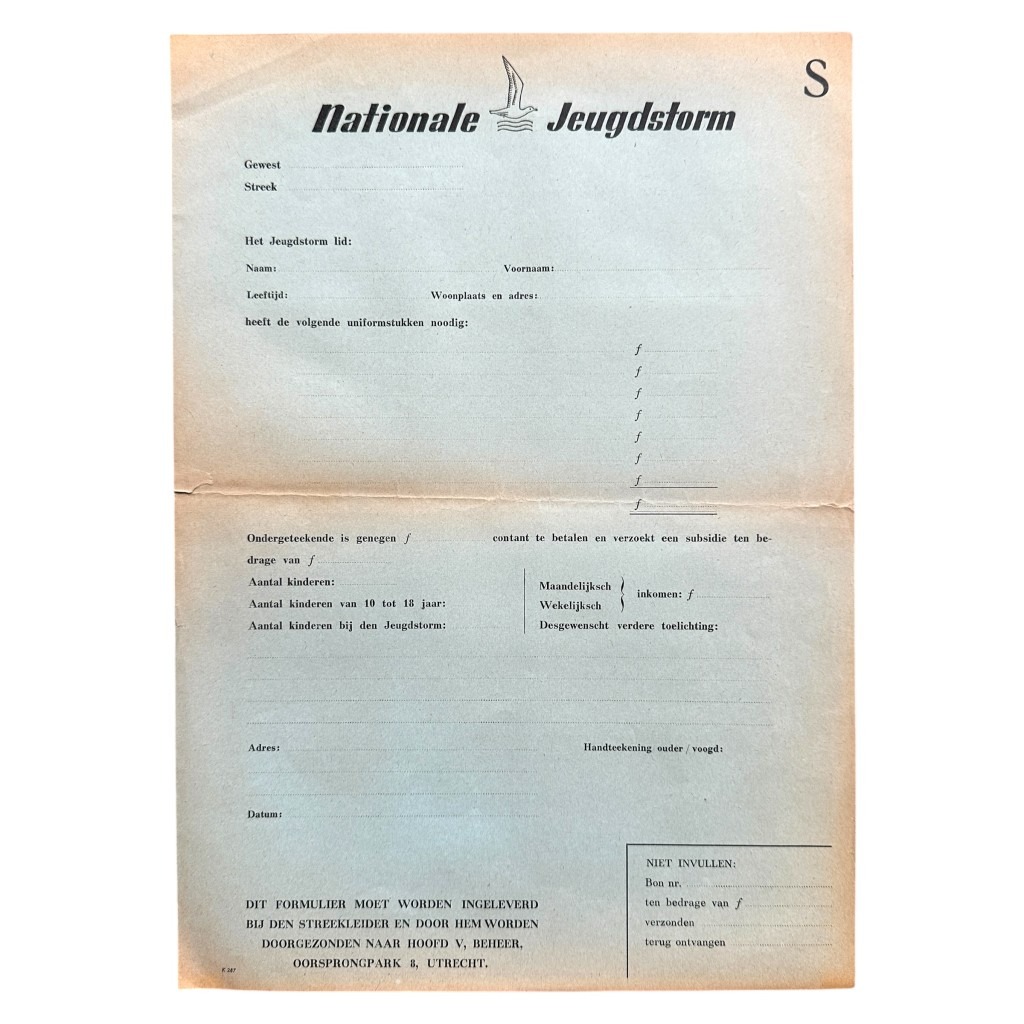 S
Nationale Jeugdstorm
Gewest
Streek
Het Jeugdstorm lid:
Naam: Voornaam:
Leeftijd: Woonplaats en adres:
heeft de volgende uniformstukken noodig:
f
f
f
f
f
f
f
f
Ondergeteekende is genegen f contant te betalen en verzoekt een subsidie ten be-
drage van f
Aantal kinderen:
Aantal kinderen van 10 tot 18 jaar:
Aantal kinderen bij den Jeugdstorm:
Maandelijksch
Wekelijksch
inkomen: f
Desgewenscht verdere toelichting:
Adres: Handteekening ouder / voogd:
Datum:
DIT FORMULIER MOET WORDEN INGELEVERD
BIJ DEN STREEKLEIDER EN DOOR HEM WORDEN
DOORGEZONDEN NAAR HOOFD V, BEHEER,
OORSPRONGPARK 8, UTRECHT.
NIET INVULLEN:
Bon nr.
ten bedrage van f
verzonden
terug ontvangen
K 247